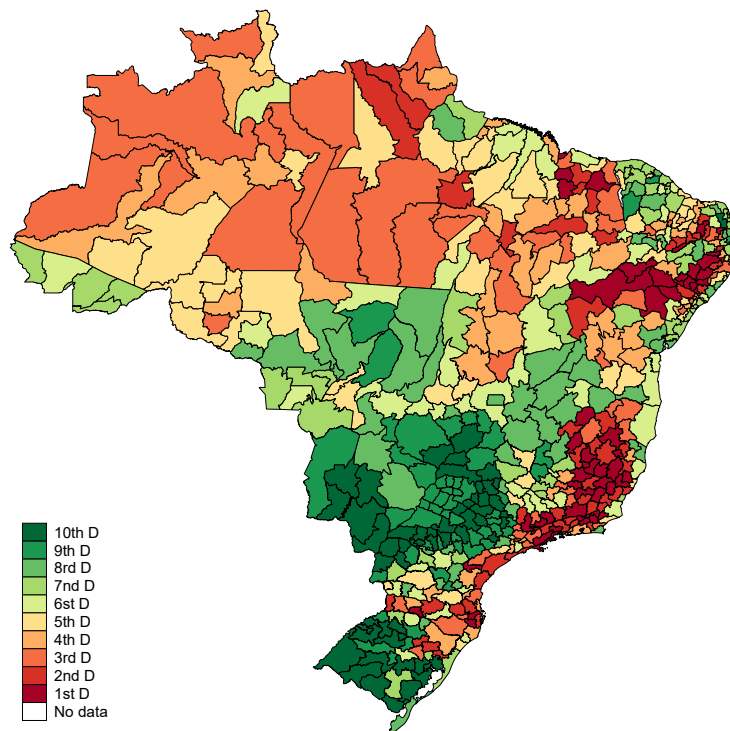 10th D
9th D
8rd D
7nd D
6st D
5th D
4th D
3rd D
2nd D
1st D
No data